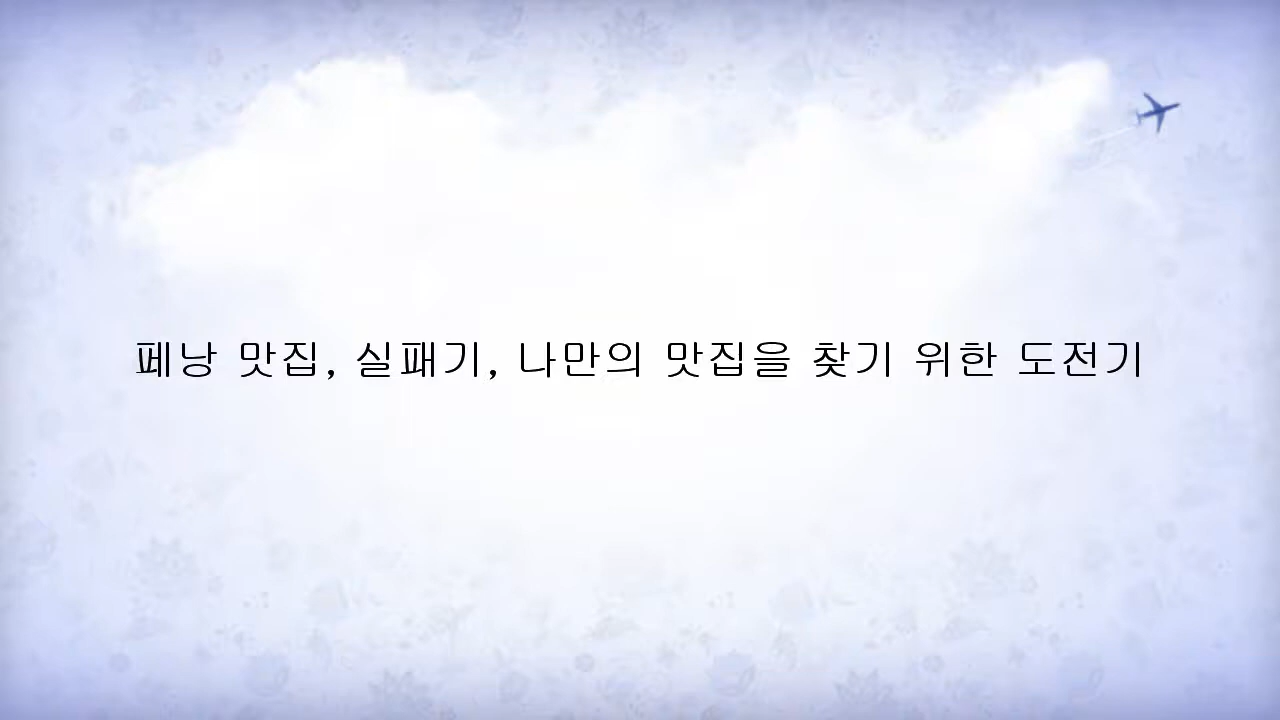 페낭 맛집, 실패기, 나만의 맛집을 찾기 위한 도전기